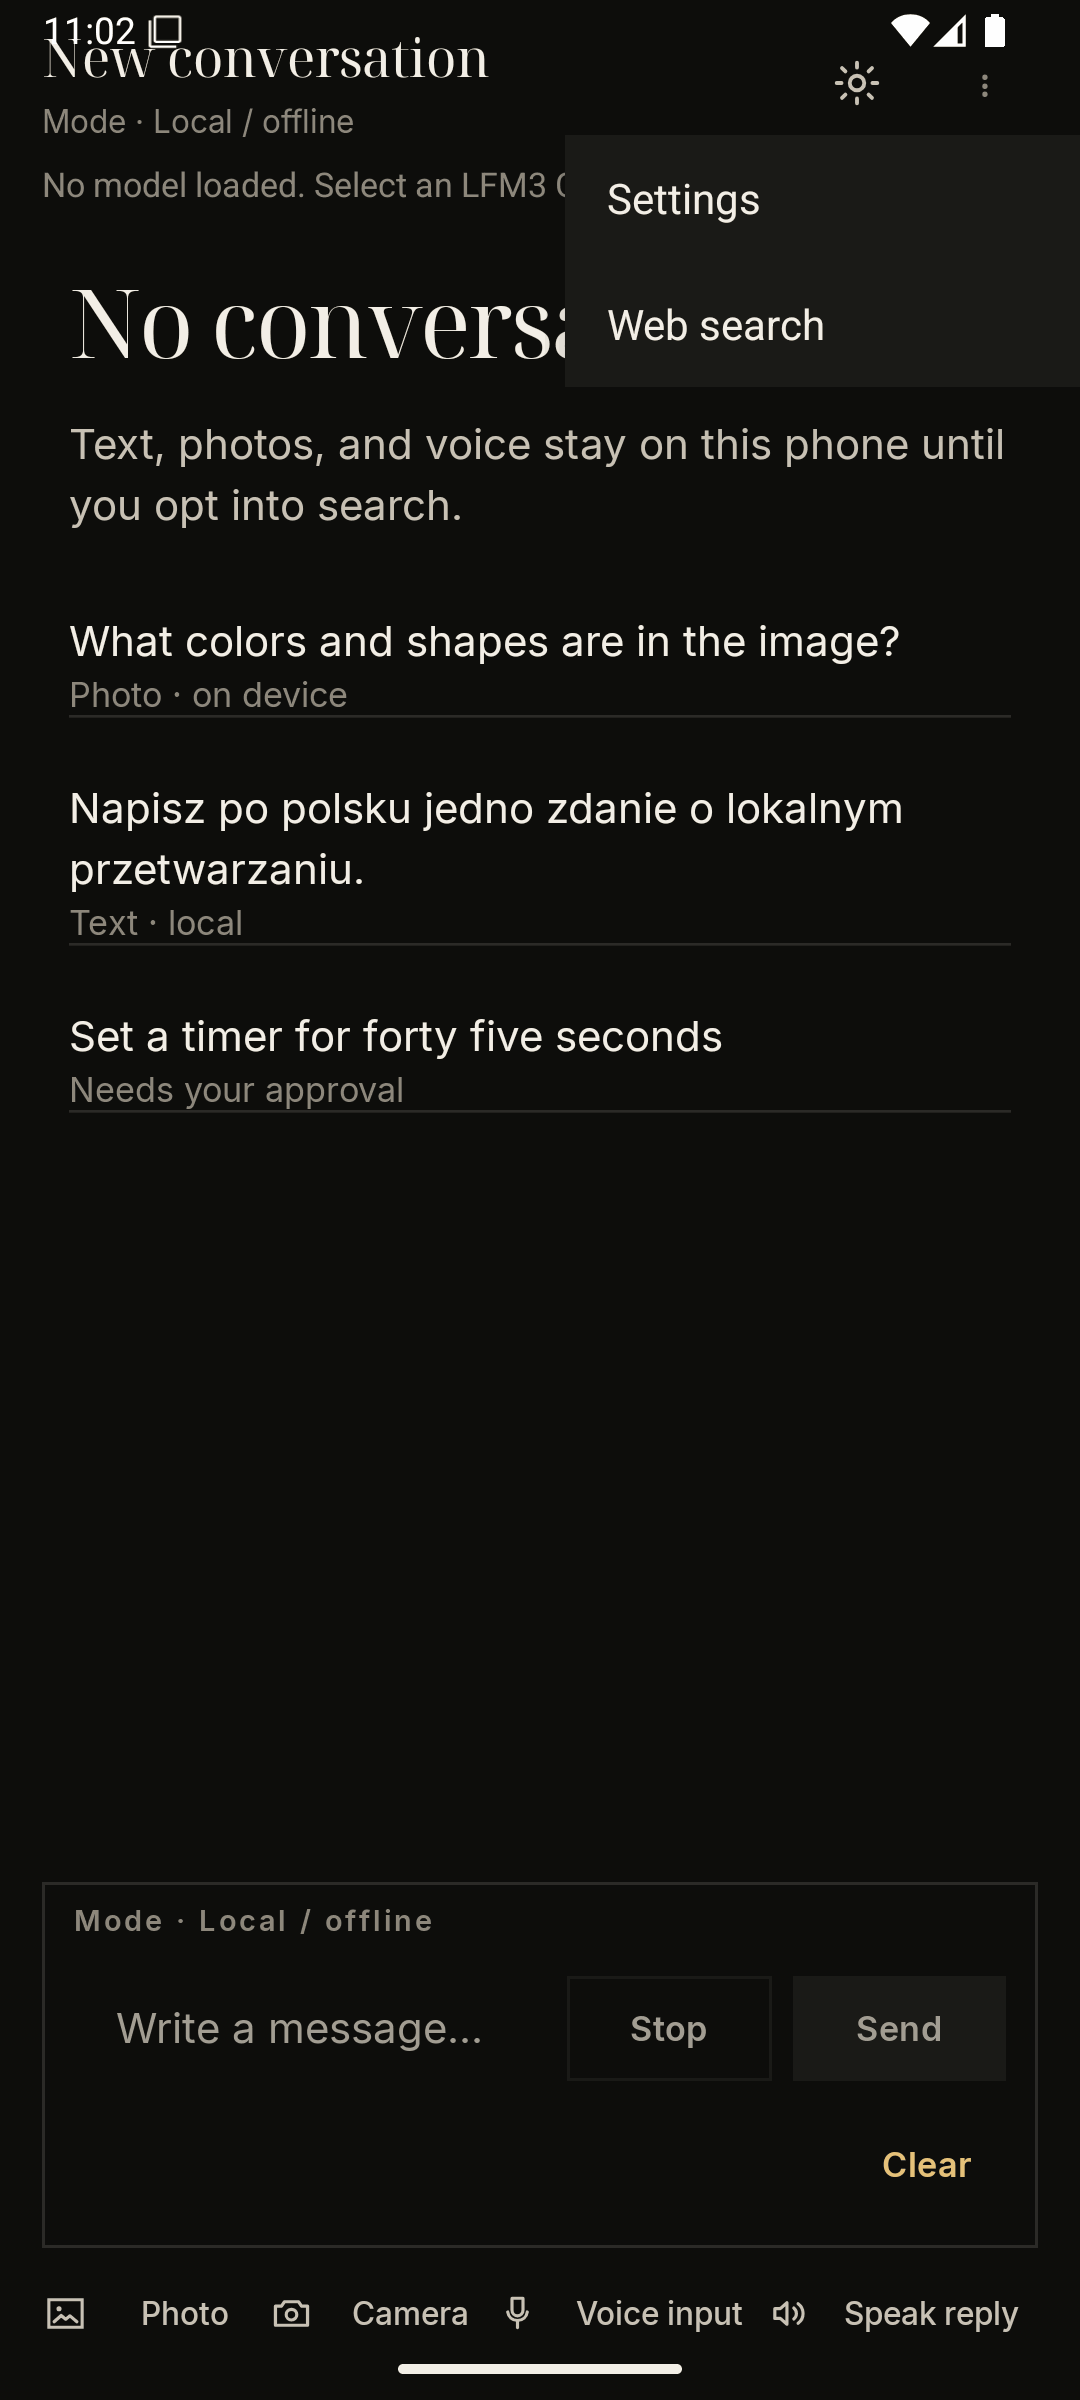 11:02
New conversation
Mode · Local / offline
No model loaded. Select an LFM3
Settings
Web search
No conversa
Text, photos, and voice stay on this phone until
you opt into search.
What colors and shapes are in the image?
Photo · on device
Napisz po polsku jedno zdanie o lokalnym
przetwarzaniu.
Text · local
Set a timer for forty five seconds
Needs your approval
Mode · Local / offline
Write a message...
Stop
Send
Clear
Photo
Camera
Voice input
Speak reply